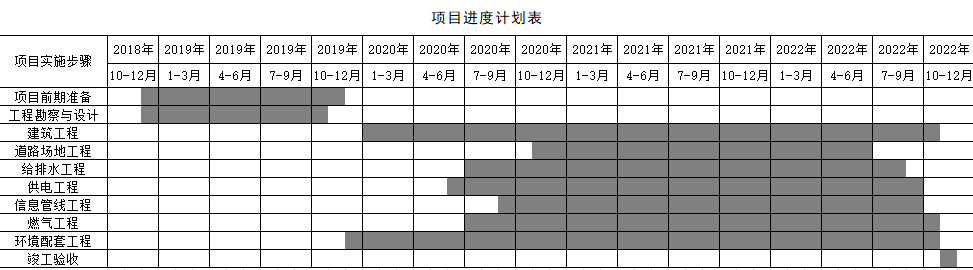 项目进度计划表
项目实施步骤 2018年 2019年 2019年 2019年 2019年 2020年 2020年 2020年 2020年 2021年 2021年 2021年 2021年 2022年 2022年 2022年 2022年
10-12月 1-3月 4-6月 7-9月 10-12月 1-3月 4-6月 7-9月 10-12月 1-3月 4-6月 7-9月 10-12月 1-3月 4-6月 7-9月 10-12月
项目前期准备
工程勘察与设计
建筑工程
道路场地工程
给排水工程
供电工程
信息管线工程
燃气工程
环境配套工程
竣工验收